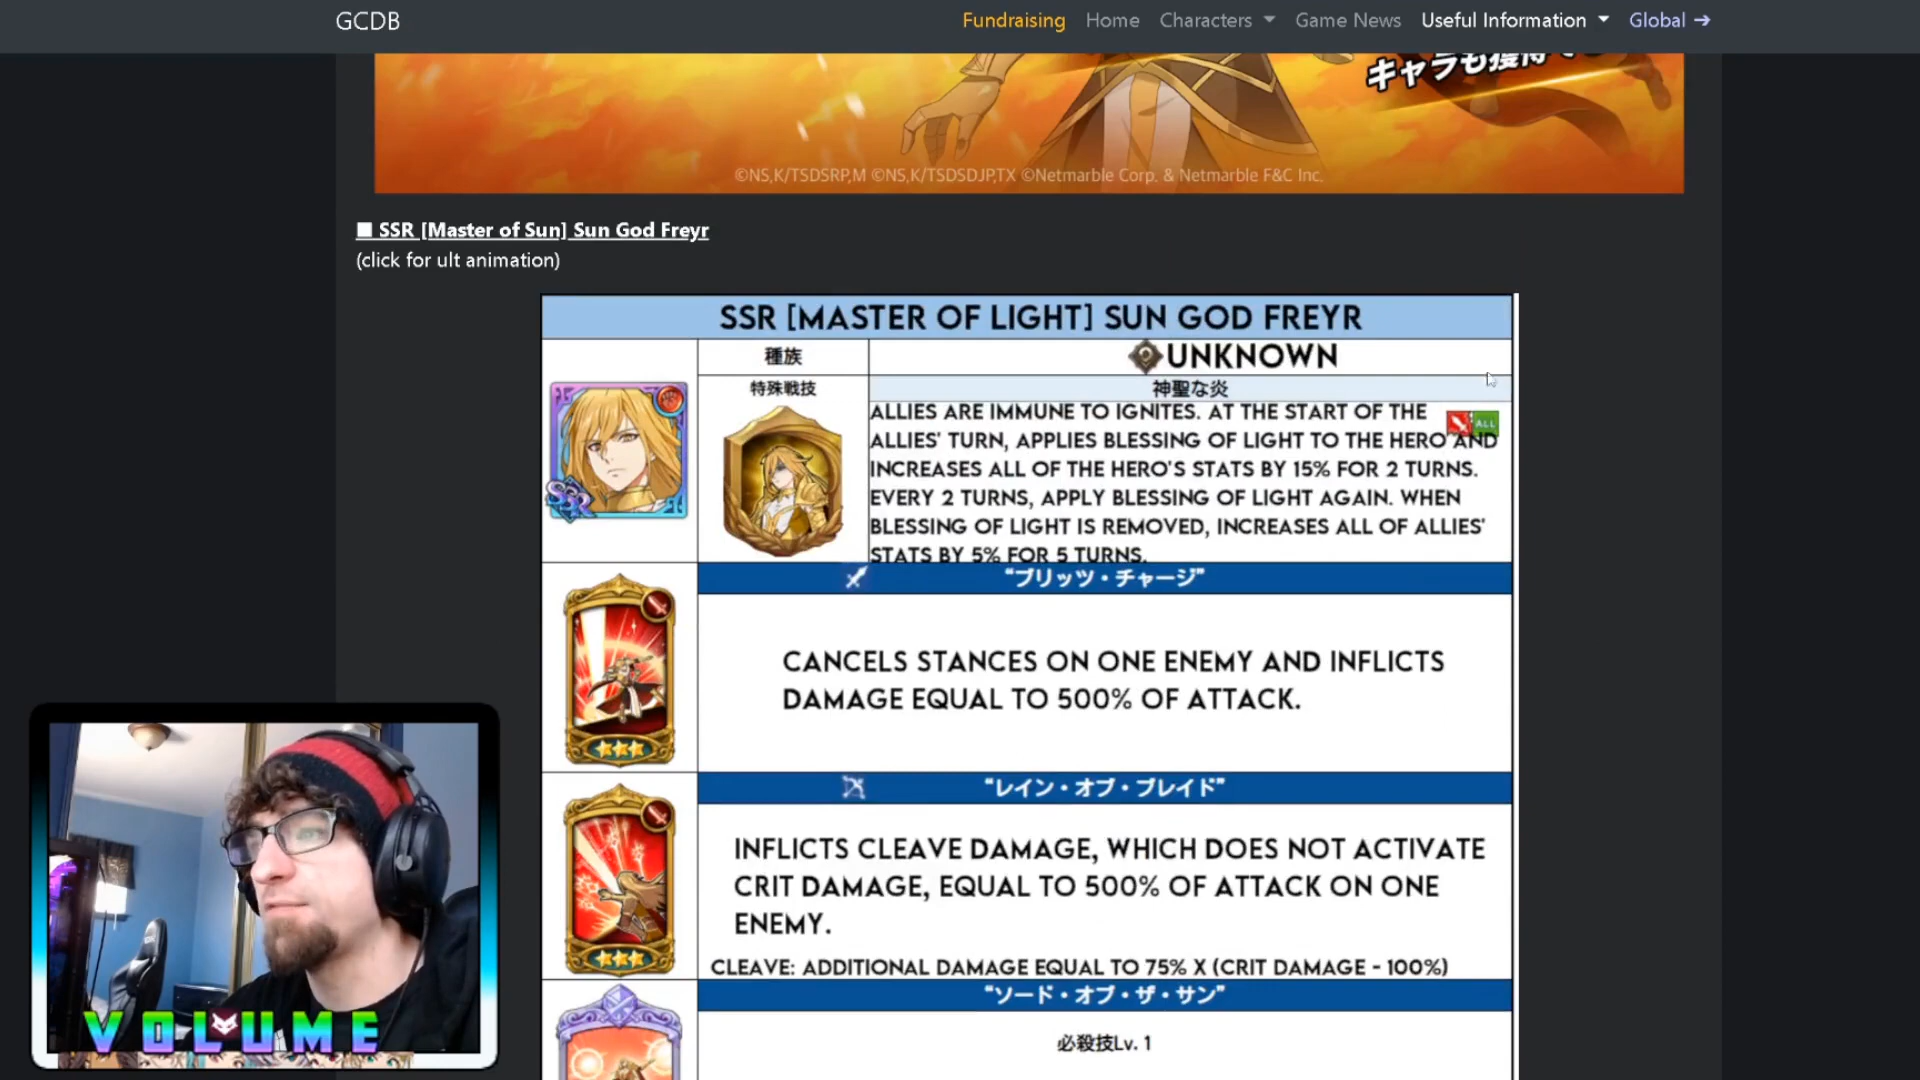 GCDB
Fundraising Home Characters Game News Useful Information Global →
キャラも獲得
©NS,K/TSDSRP,M ©NS,K/TSDSDJP,TX ©Netmarble Corp. & Netmarble F&C Inc.
■ SSR [Master of Sun] Sun God Freyr
(click for ult animation)
SSR [MASTER OF LIGHT] SUN GOD FREYR
種族
UNKNOWN
特殊戦技
神聖な炎
ALLIES ARE IMMUNE TO IGNITES. AT THE START OF THE
ALL
ALLIES' TURN, APPLIES BLESSING OF LIGHT TO THE HERO AND
INCREASES ALL OF THE HERO'S STATS BY 15% FOR 2 TURNS.
EVERY 2 TURNS, APPLY BLESSING OF LIGHT AGAIN. WHEN
BLESSING OF LIGHT IS REMOVED, INCREASES ALL OF ALLIES'
STATS BY 5% FOR 5 TURNS.
SSR
“ブリッツ・チャージ”
CANCELS STANCES ON ONE ENEMY AND INFLICTS
DAMAGE EQUAL TO 500% OF ATTACK.
“レイン・オブ・ブレイド”
INFLICTS CLEAVE DAMAGE, WHICH DOES NOT ACTIVATE
CRIT DAMAGE, EQUAL TO 500% OF ATTACK ON ONE
ENEMY.
CLEAVE: ADDITIONAL DAMAGE EQUAL TO 75% X (CRIT DAMAGE - 100%)
“ソード・オブ・ザ・サン”
必殺技Lv. 1
VOLUME